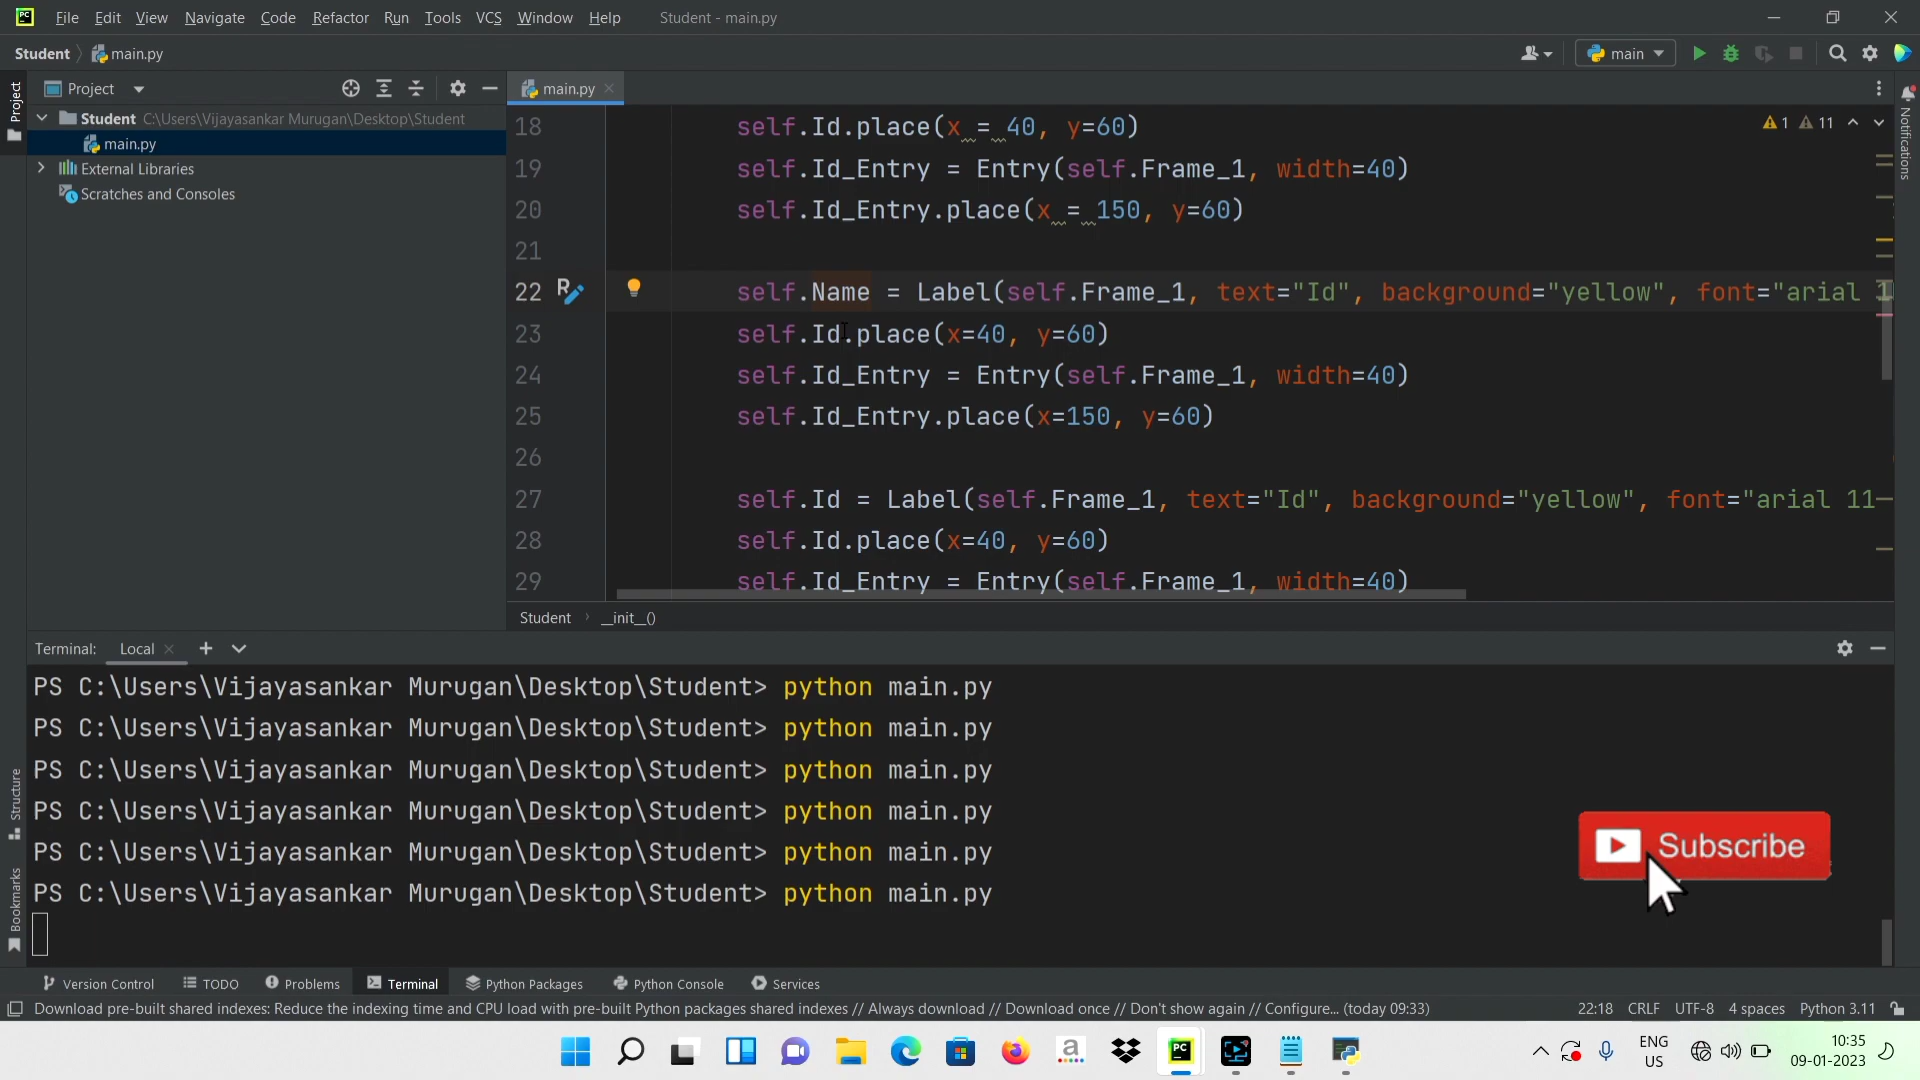 File Edit View Navigate Code Refactor Run Tools VCS Window Help Student - main.py
Student main.py main
Project main.py
Student C:\Users\Vijayasankar Murugan\Desktop\Student
main.py
External Libraries
Scratches and Consoles
Project
Structure
Bookmarks
Notifications
1 11
18 self.Id.place(x = 40, y=60)
19 self.Id_Entry = Entry(self.Frame_1, width=40)
20 self.Id_Entry.place(x = 150, y=60)
21
22 self.Name = Label(self.Frame_1, text="Id", background="yellow", font="arial 1
23 self.Id.place(x=40, y=60)
24 self.Id_Entry = Entry(self.Frame_1, width=40)
25 self.Id_Entry.place(x=150, y=60)
26
27 self.Id = Label(self.Frame_1, text="Id", background="yellow", font="arial 11
28 self.Id.place(x=40, y=60)
29 self.Id_Entry = Entry(self.Frame_1, width=40)
Student __init__()
Terminal: Local
PS C:\Users\Vijayasankar Murugan\Desktop\Student> python main.py
PS C:\Users\Vijayasankar Murugan\Desktop\Student> python main.py
PS C:\Users\Vijayasankar Murugan\Desktop\Student> python main.py
PS C:\Users\Vijayasankar Murugan\Desktop\Student> python main.py
PS C:\Users\Vijayasankar Murugan\Desktop\Student> python main.py
PS C:\Users\Vijayasankar Murugan\Desktop\Student> python main.py
Subscribe
Version Control TODO Problems Terminal Python Packages Python Console Services
Download pre-built shared indexes: Reduce the indexing time and CPU load with pre-built Python packages shared indexes // Always download // Download once // Don't show again // Configure... (today 09:33) 22:18 CRLF UTF-8 4 spaces Python 3.11
ENG
US
10:35
09-01-2023